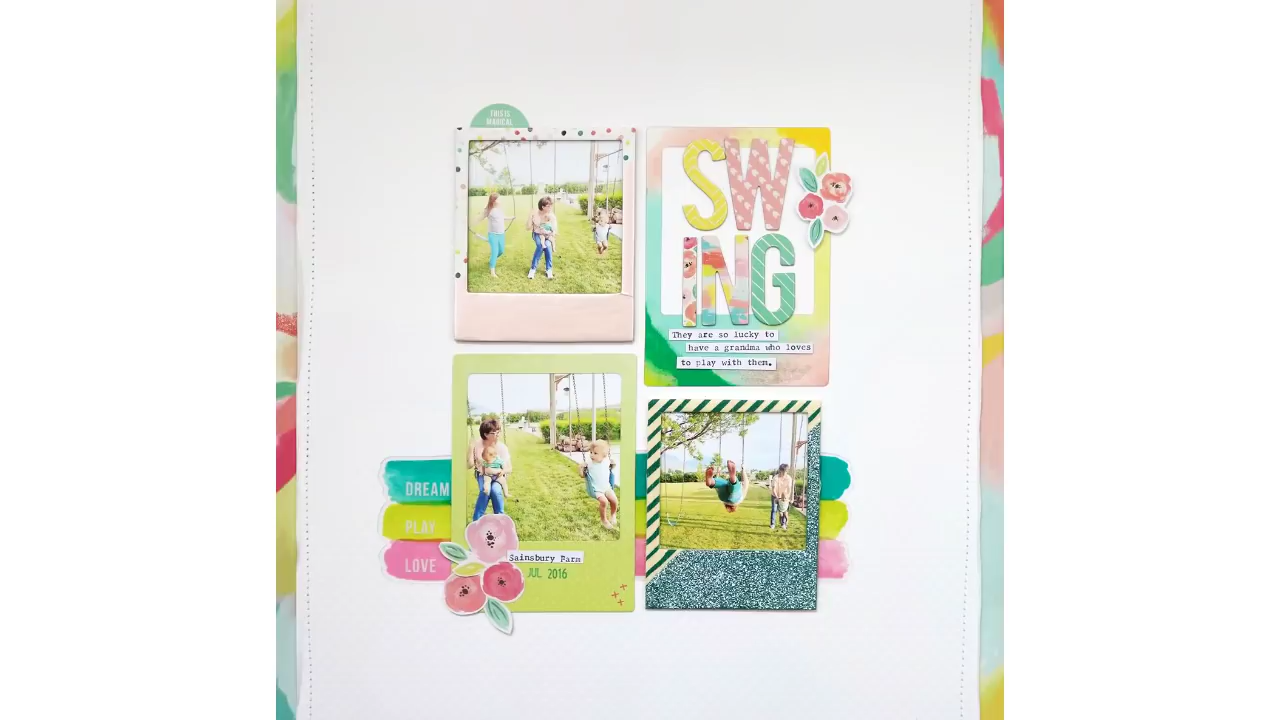 THIS IS
MAGICAL
SW
ING
They are so lucky to
have a grandma who loves
to play with them.
DREAM
PLAY
LOVE
Sainsbury Farm
JUL 2016